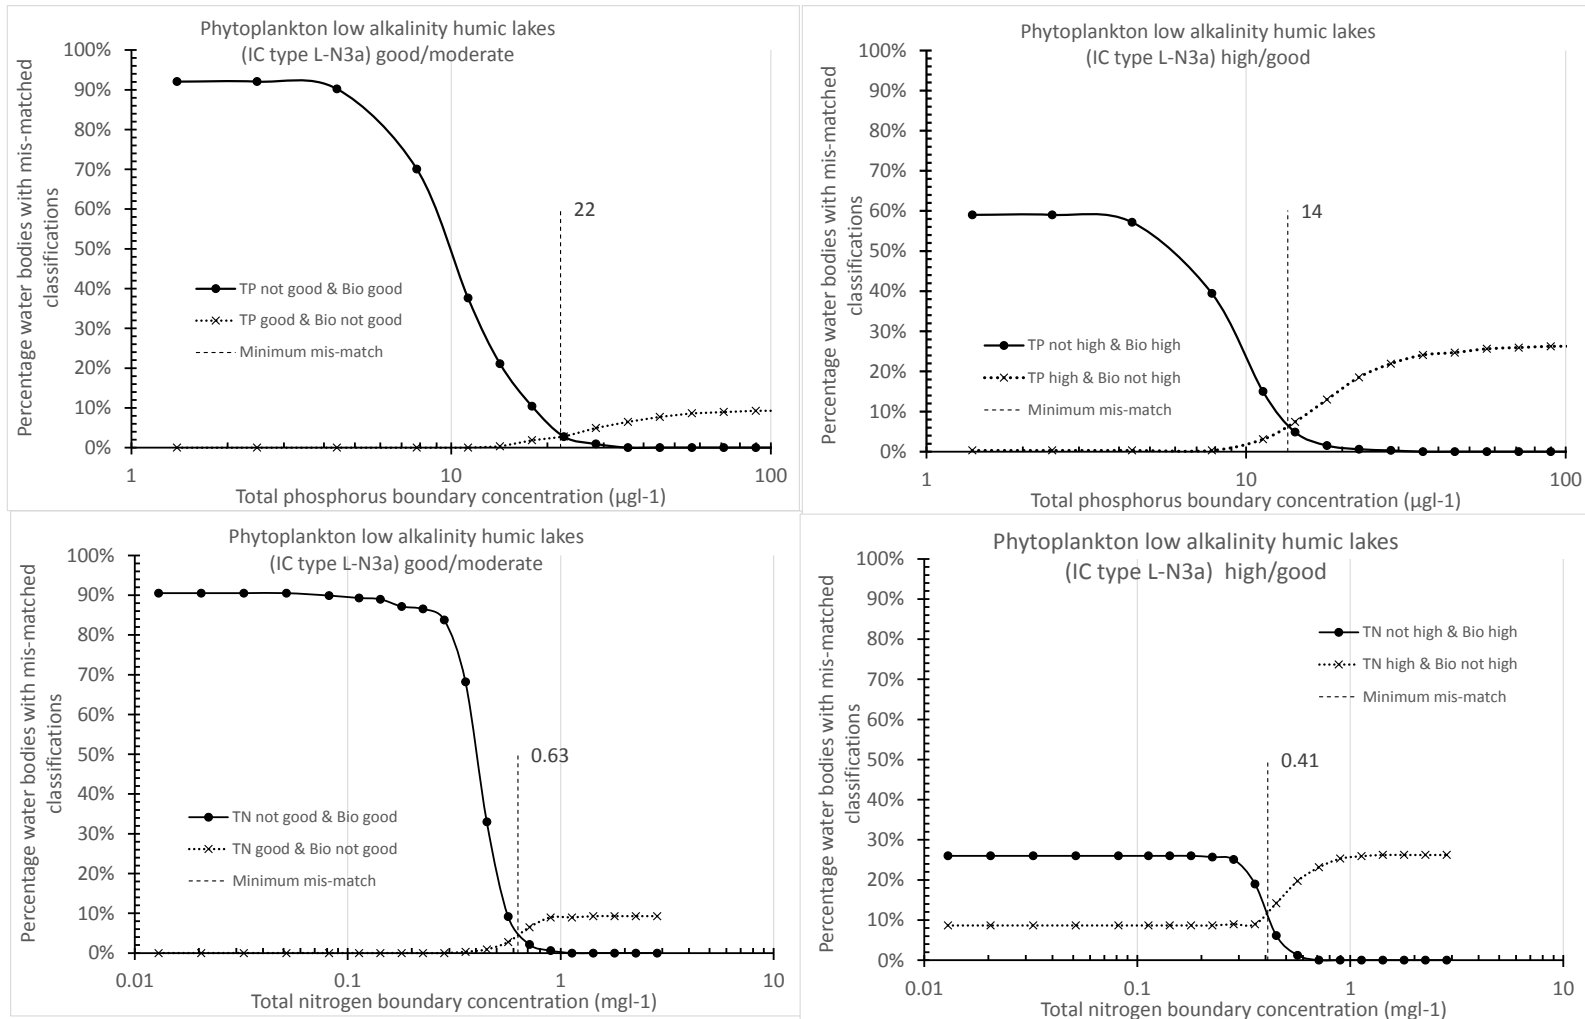 Phytoplankton low alkalinity humic lakes
(IC type L-N3a) good/moderate
Percentage water bodies with mis-matched
classifications
100%
90%
80%
70%
60%
50%
40%
30%
20%
10%
0%
22
TP not good & Bio good
TP good & Bio not good
Minimum mis-match
1
10
100
Total phosphorus boundary concentration (µgl-1)
Phytoplankton low alkalinity humic lakes
(IC type L-N3a) high/good
Percentage water bodies with mis-matched
classifications
100%
90%
80%
70%
60%
50%
40%
30%
20%
10%
0%
14
TP not high & Bio high
TP high & Bio not high
Minimum mis-match
1
10
100
Total phosphorus boundary concentration (µgl-1)
Phytoplankton low alkalinity humic lakes
(IC type L-N3a) good/moderate
Percentage water bodies with mis-matched
classifications
100%
90%
80%
70%
60%
50%
40%
30%
20%
10%
0%
0.63
TN not good & Bio good
TN good & Bio not good
Minimum mis-match
0.01
0.1
1
10
Total nitrogen boundary concentration (mgl-1)
Phytoplankton low alkalinity humic lakes
(IC type L-N3a) high/good
Percentage water bodies with mis-matched
classifications
100%
90%
80%
70%
60%
50%
40%
30%
20%
10%
0%
TN not high & Bio high
TN high & Bio not high
Minimum mis-match
0.41
0.01
0.1
1
10
Total nitrogen boundary concentration (mgl-1)